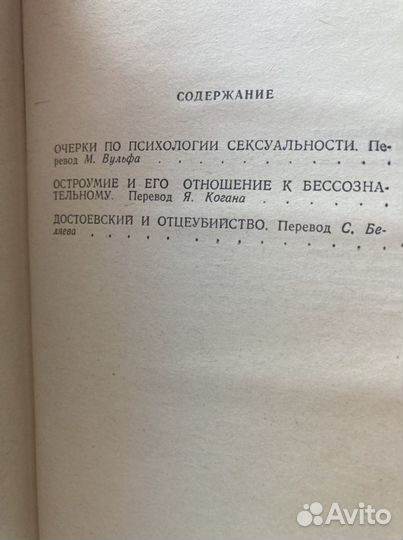 СОДЕРЖАНИЕ
ОЧЕРКИ ПО ПСИХОЛОГИИ СЕКСУАЛЬНОСТИ. Пе-
ревод М. Вульфа . . . . . . . . . . .
ОСТРОУМИЕ И ЕГО ОТНОШЕНИЕ К БЕССОЗНА-
ТЕЛЬНОМУ. Перевод Я. Когана . . . . . .
ДОСТОЕВСКИЙ И ОТЦЕУБИЙСТВО. Перевод С. Бе-
ляева . . . . . . . . . . . . . .
Avito